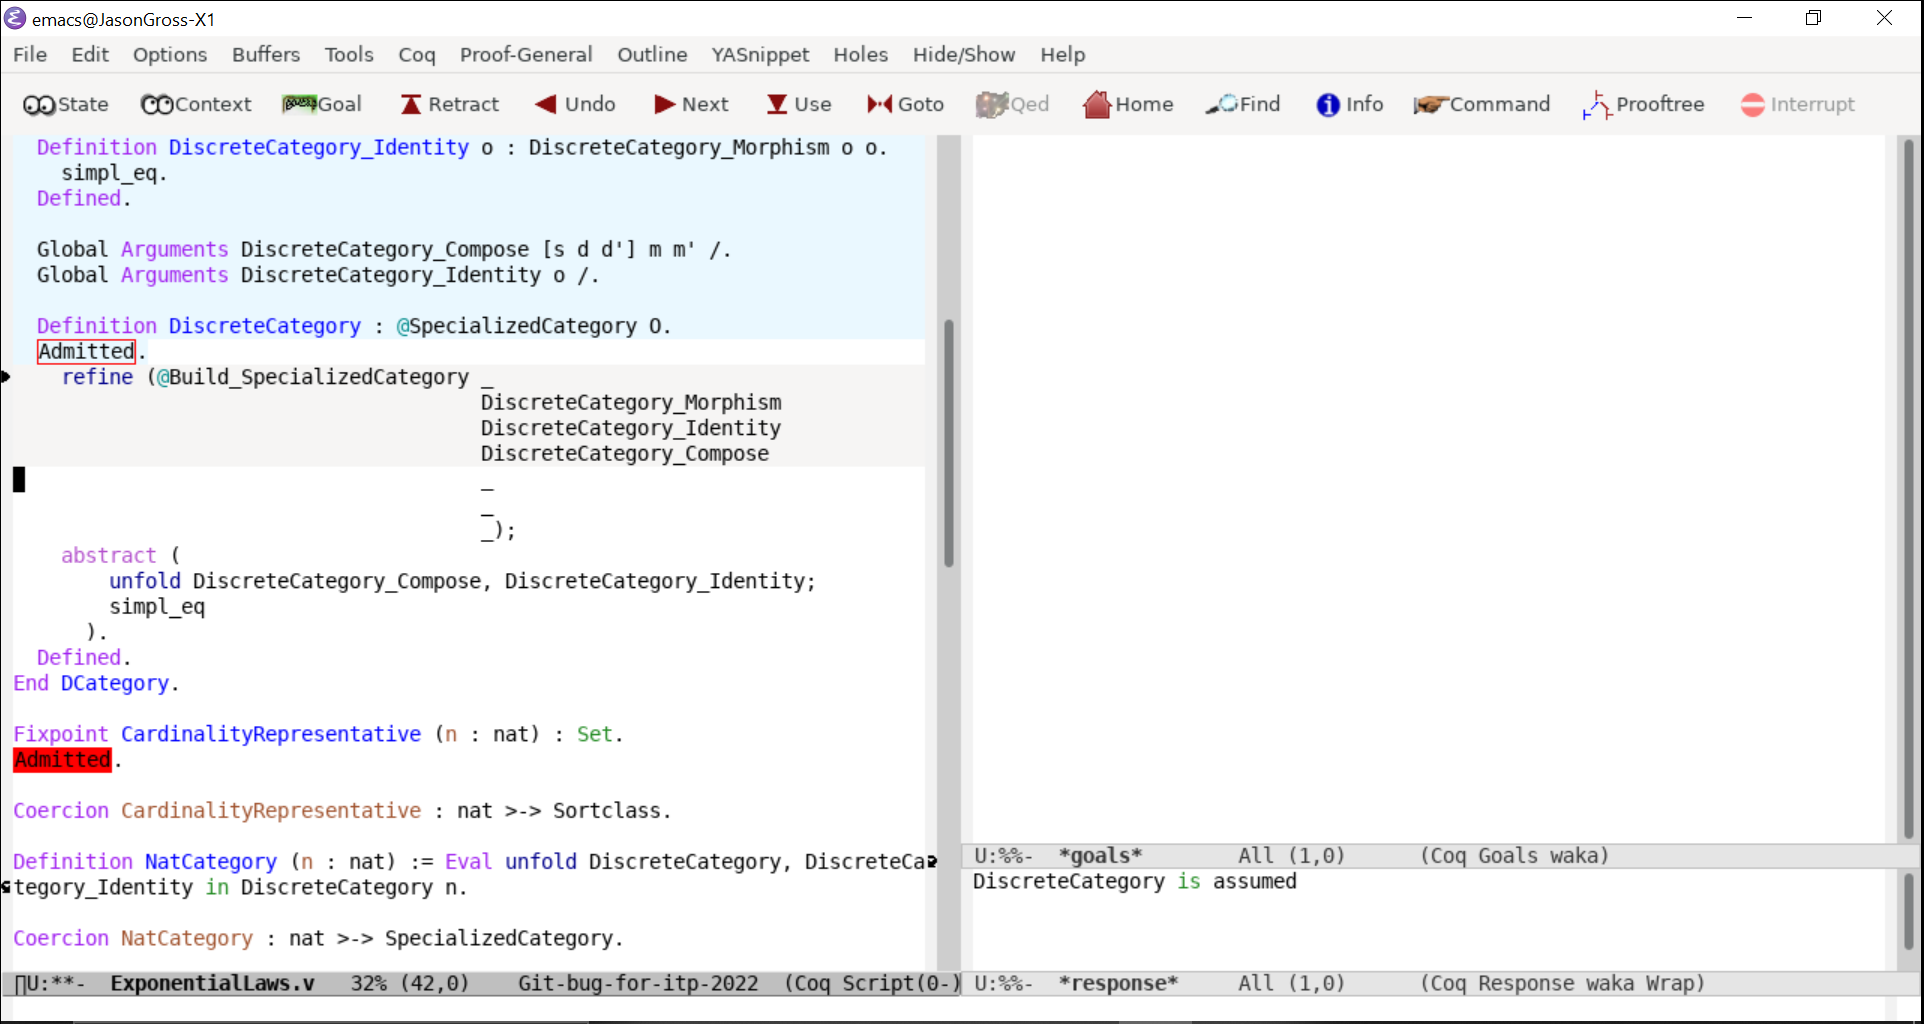 emacs@JasonGross-X1
File Edit Options Buffers Tools Coq Proof-General Outline YASnippet Holes Hide/Show Help
State Context Goal Retract Undo Next Use Goto Qed Home Find Info Command Prooftree Interrupt
Definition DiscreteCategory_Identity o : DiscreteCategory_Morphism o o.
simpl_eq.
Defined.
Global Arguments DiscreteCategory_Compose [s d d'] m m' /.
Global Arguments DiscreteCategory_Identity o /.
Definition DiscreteCategory : @SpecializedCategory O.
Admitted.
refine (@Build_SpecializedCategory _
DiscreteCategory_Morphism
DiscreteCategory_Identity
DiscreteCategory_Compose
_
_
_);
abstract (
unfold DiscreteCategory_Compose, DiscreteCategory_Identity;
simpl_eq
).
Defined.
End DCategory.
Fixpoint CardinalityRepresentative (n : nat) : Set.
Admitted.
Coercion CardinalityRepresentative : nat >-> Sortclass.
Definition NatCategory (n : nat) := Eval unfold DiscreteCategory, DiscreteCa
tegory_Identity in DiscreteCategory n.
Coercion NatCategory : nat >-> SpecializedCategory.
U:**- ExponentialLaws.v 32% (42,0) Git-bug-for-itp-2022 (Coq Script(0-)
U:%%- *goals* All (1,0) (Coq Goals waka)
DiscreteCategory is assumed
U:%%- *response* All (1,0) (Coq Response waka Wrap)